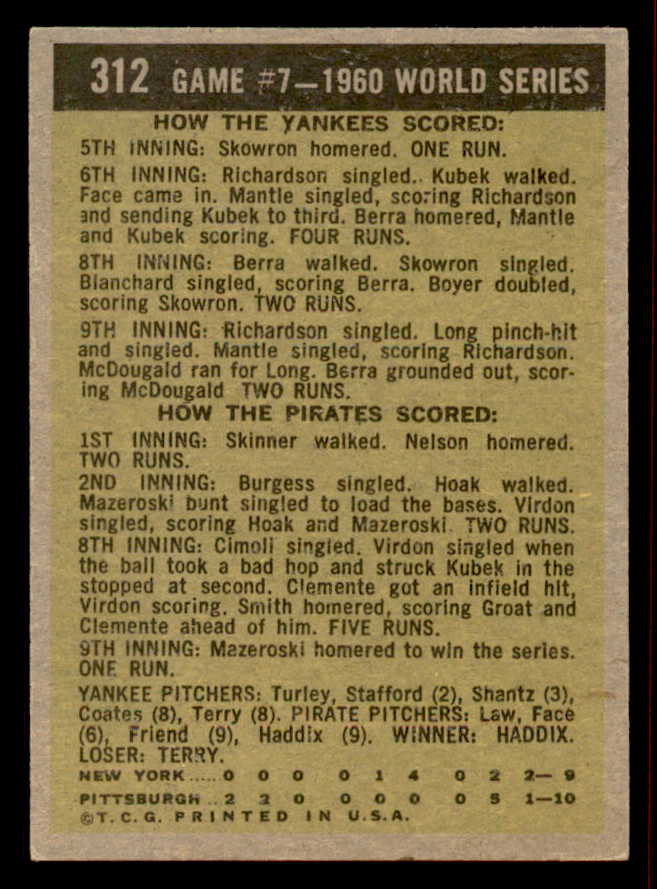 312 GAME #7—1960 WORLD SERIES
HOW THE YANKEES SCORED:
5TH INNING: Skowron homered. ONE RUN.
6TH INNING: Richardson singled. Kubek walked.
Face came in. Mantle singled, scoring Richardson
and sending Kubek to third. Berra homered, Mantle
and Kubek scoring. FOUR RUNS.
8TH INNING: Berra walked. Skowron singled.
Blanchard singled, scoring Berra. Boyer doubled,
scoring Skowron. TWO RUNS.
9TH INNING: Richardson singled. Long pinch-hit
and singled. Mantle singled, scoring Richardson.
McDougald ran for Long. Berra grounded out, scor-
ing McDougald TWO RUNS.
HOW THE PIRATES SCORED:
1ST INNING: Skinner walked. Nelson homered.
TWO RUNS.
2ND INNING: Burgess singled. Hoak walked.
Mazeroski bunt singled to load the bases. Virdon
singled, scoring Hoak and Mazeroski. TWO RUNS.
8TH INNING: Cimoli singled. Virdon singled when
the ball took a bad hop and struck Kubek in the
stopped at second. Clemente got an infield hit,
Virdon scoring. Smith homered, scoring Groat and
Clemente ahead of him. FIVE RUNS.
9TH INNING: Mazeroski homered to win the series.
ONE RUN.
YANKEE PITCHERS: Turley, Stafford (2), Shantz (3),
Coates (8), Terry (8). PIRATE PITCHERS: Law, Face
(6), Friend (9), Haddix (9). WINNER: HADDIX.
LOSER: TERRY.
NEW YORK ..... 0 0 0 0 1 4 0 2 2— 9
PITTSBURGH .. 2 2 0 0 0 0 0 5 1—10
©T.C.G. PRINTED IN U.S.A.